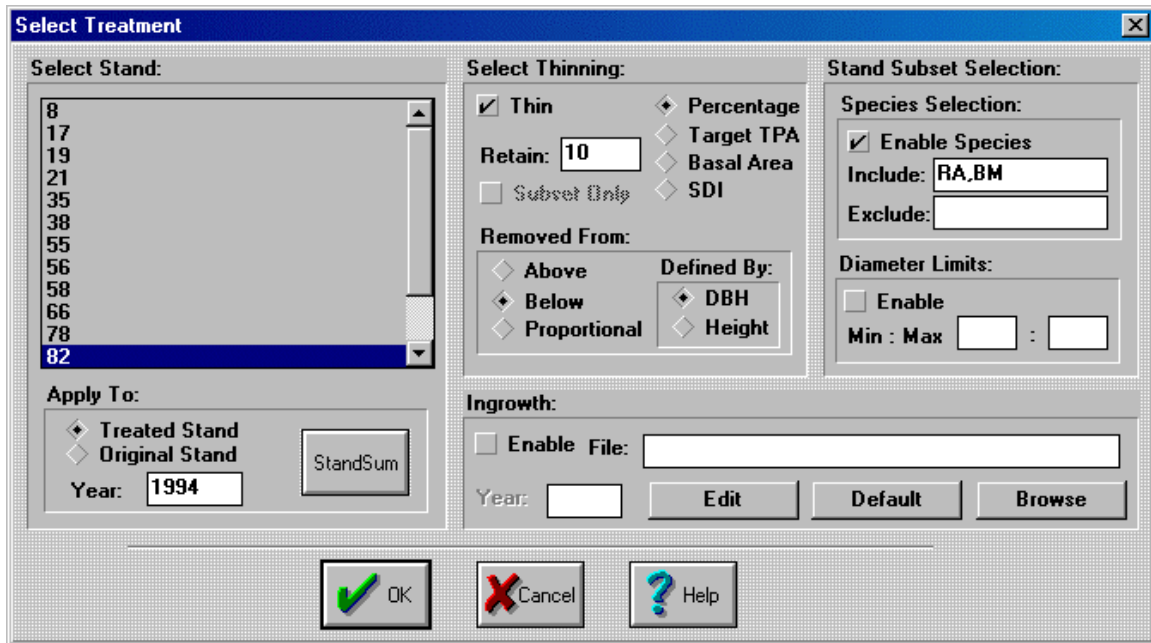 Select Treatment
Select Stand:
8
17
19
21
35
38
55
56
58
66
78
82
Apply To:
Treated Stand
Original Stand
Year: 1994
StandSum
Select Thinning:
Thin
Retain: 10
Subset Only
Percentage
Target TPA
Basal Area
SDI
Removed From:
Above
Below
Proportional
Defined By:
DBH
Height
Stand Subset Selection:
Species Selection:
Enable Species
Include: RA,BM
Exclude:
Diameter Limits:
Enable
Min : Max :
Ingrowth:
Enable File:
Year: Edit Default Browse
OK Cancel Help